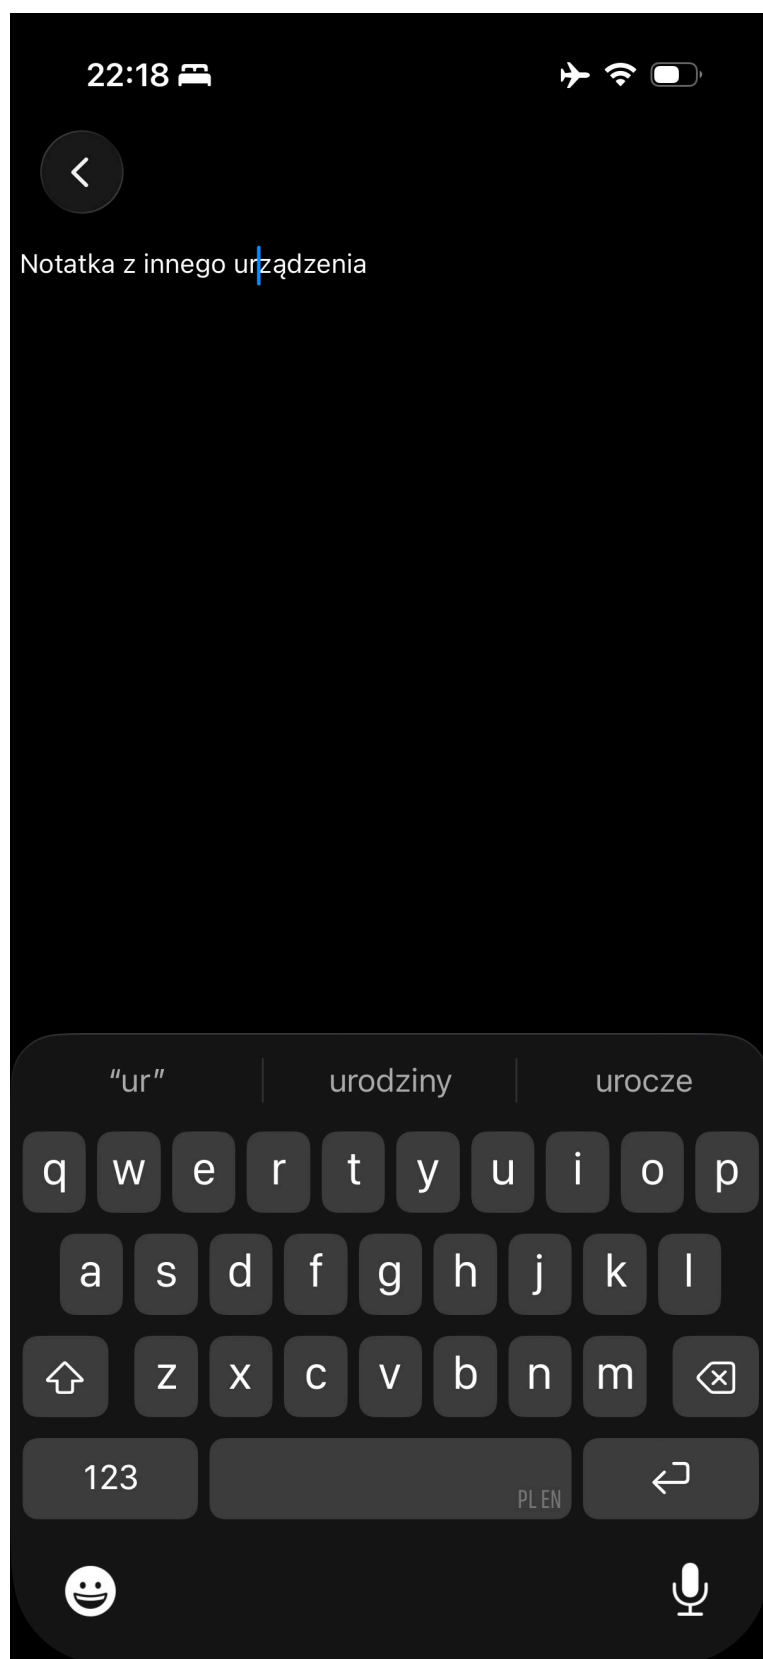 22:18
Notatka z innego urządzenia
“ur” urodziny urocze
q w e r t y u i o p
a s d f g h j k l
z x c v b n m
123 PL EN